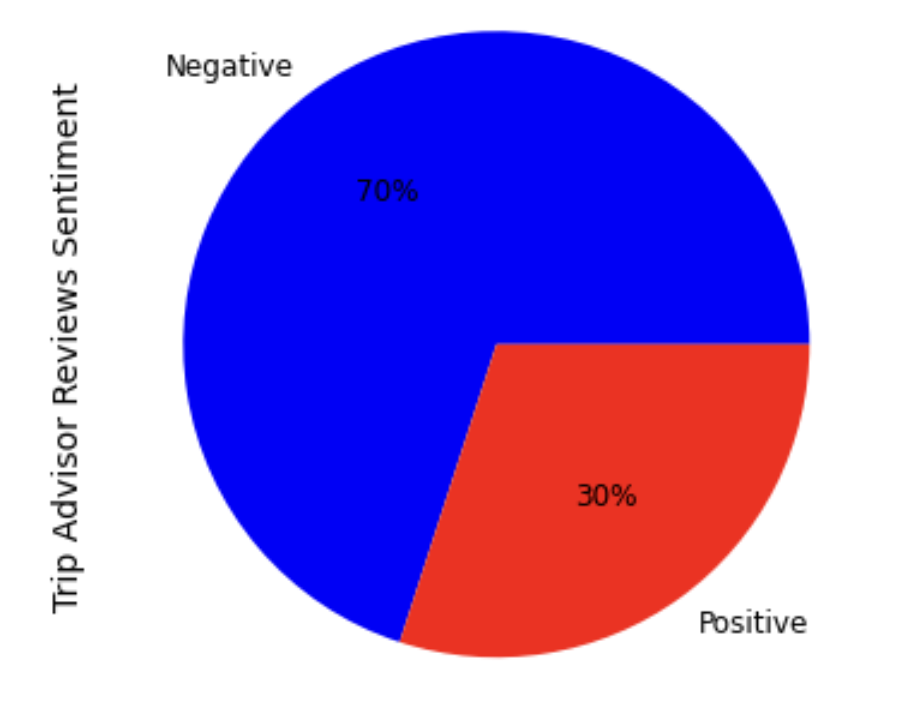 Trip Advisor Reviews Sentiment
Negative
70%
30%
Positive